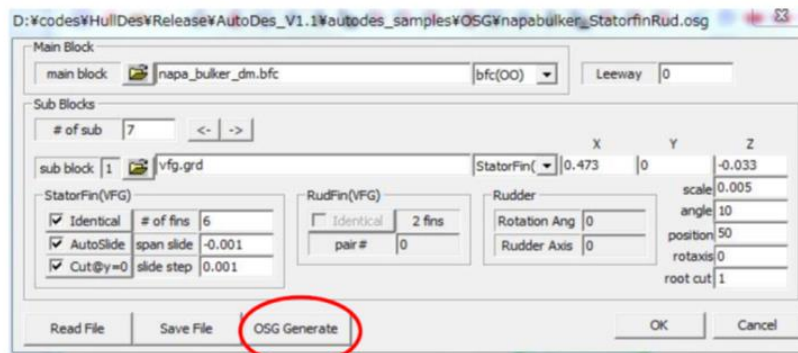 D:¥codes¥HullDes¥Release¥AutoDes_V1.1¥autodes_samples¥OSG¥napabulker_StatorfinRud.osg
Main Block
main block napa_bulker_dm.bfc bfc(OO) Leeway 0
Sub Blocks
# of sub 7 <- ->
X Y Z
sub block 1 vfg.grd StatorFin( 0.473 0 -0.033
scale 0.005
angle 10
position 50
rotaxis 0
root cut 1
StatorFin(VFG)
Identical # of fins 6
AutoSlide span slide -0.001
Cut@y=0 slide step 0.001
RudFin(VFG)
Identical 2 fins
pair# 0
Rudder
Rotation Ang 0
Rudder Axis 0
Read File Save File OSG Generate OK Cancel